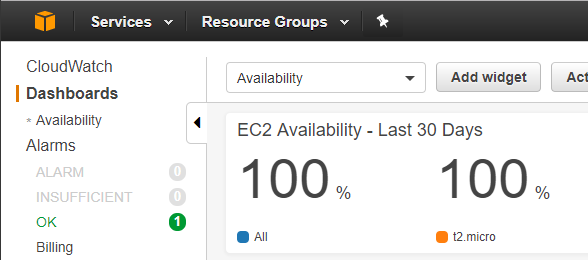 Services Resource Groups
CloudWatch
Dashboards
* Availability
Alarms
ALARM 0
INSUFFICIENT 0
OK 1
Billing
Availability Add widget Act
EC2 Availability - Last 30 Days
100 % 100 %
All t2.micro